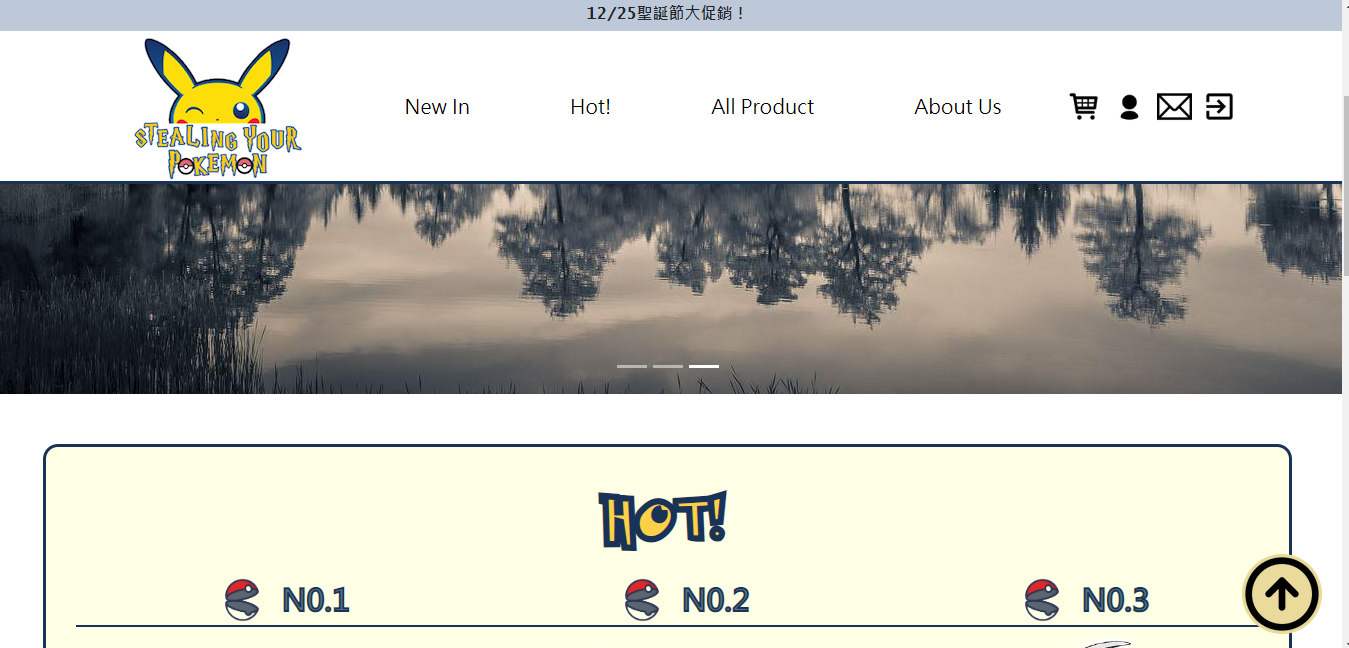 12/25聖誕節大促銷！
STEALING YOUR
POKEMON
New In
Hot!
All Product
About Us
HOT!
N0.1
N0.2
N0.3